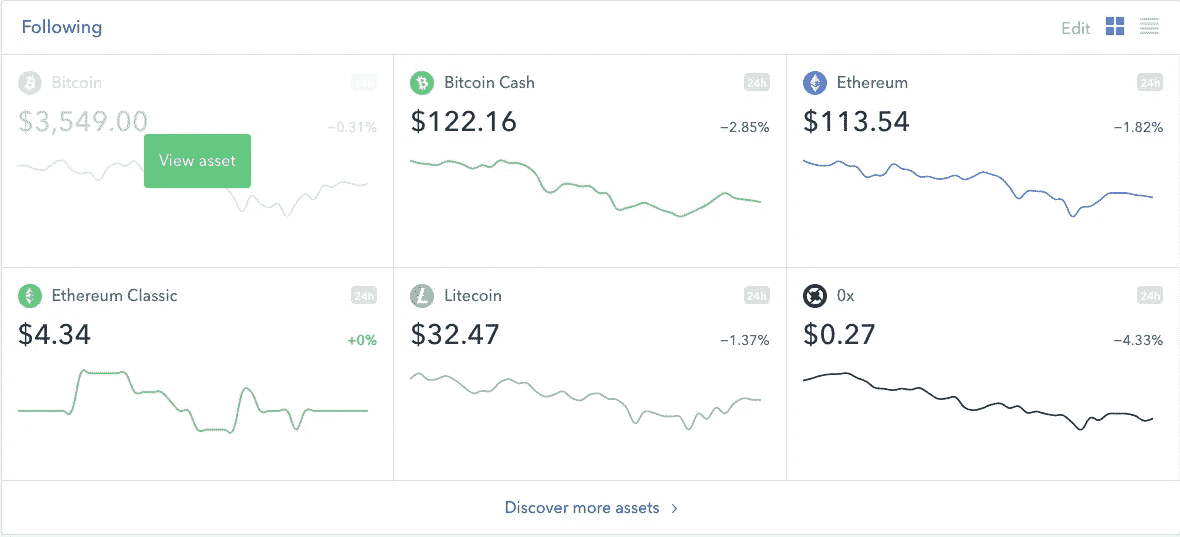 Following Edit
Bitcoin 24h
$3,549.00 −0.31%
View asset
Bitcoin Cash 24h
$122.16 −2.85%
Ethereum 24h
$113.54 −1.82%
Ethereum Classic 24h
$4.34 +0%
Litecoin 24h
$32.47 −1.37%
0x 24h
$0.27 −4.33%
Discover more assets >